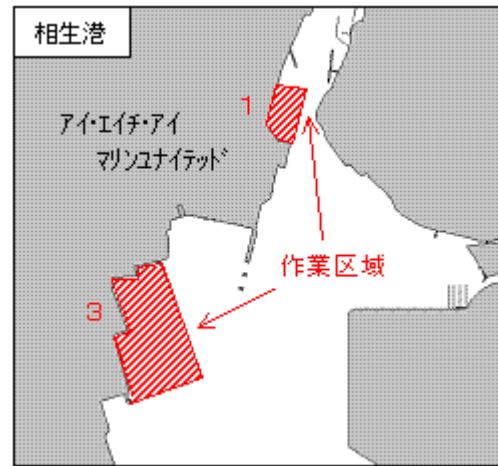 相生港
1
アイ・エイチ・アイ
マリンユナイテッド
作業区域
3